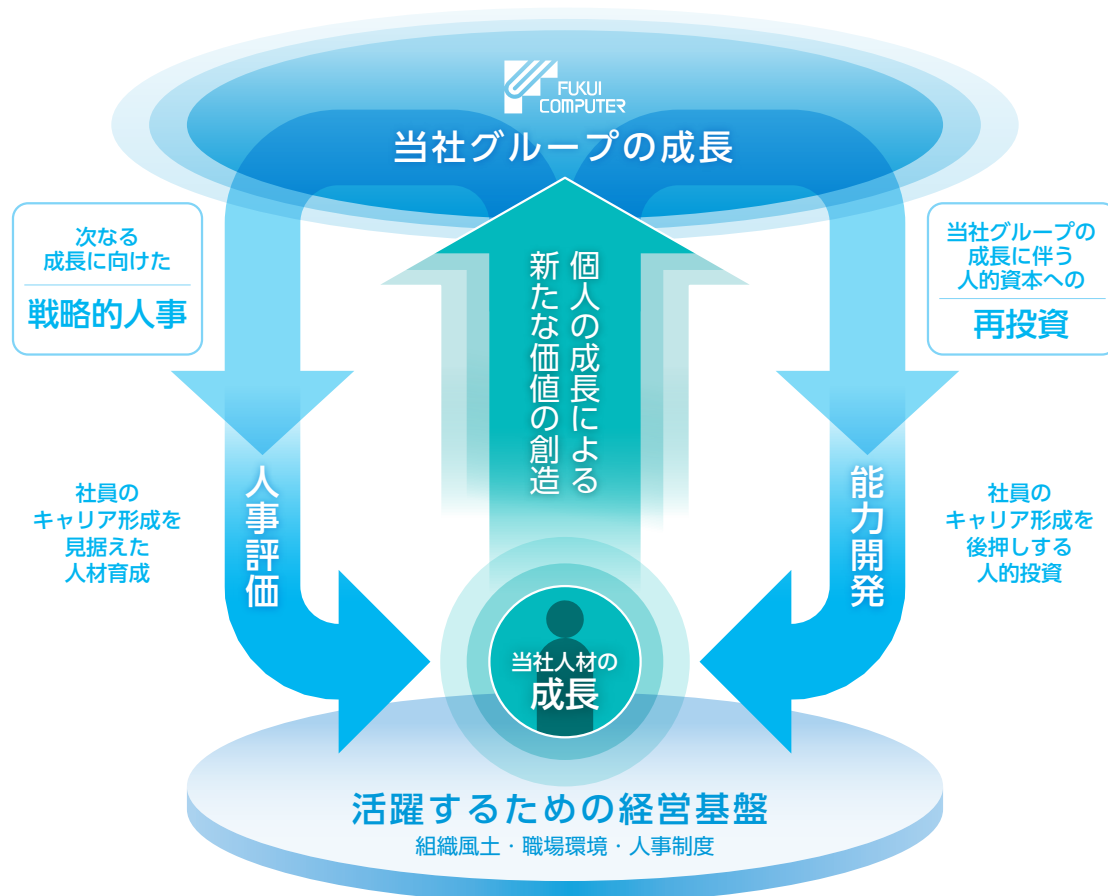 FUKUI
COMPUTER
当社グループの成長
次なる
成長に向けた
戦略的人事
当社グループの
成長に伴う
人的資本への
再投資
個人の成長による
新たな価値の創造
人事評価
能力開発
社員の
キャリア形成を
見据えた
人材育成
社員の
キャリア形成を
後押しする
人的投資
当社人材の
成長
活躍するための経営基盤
組織風土・職場環境・人事制度